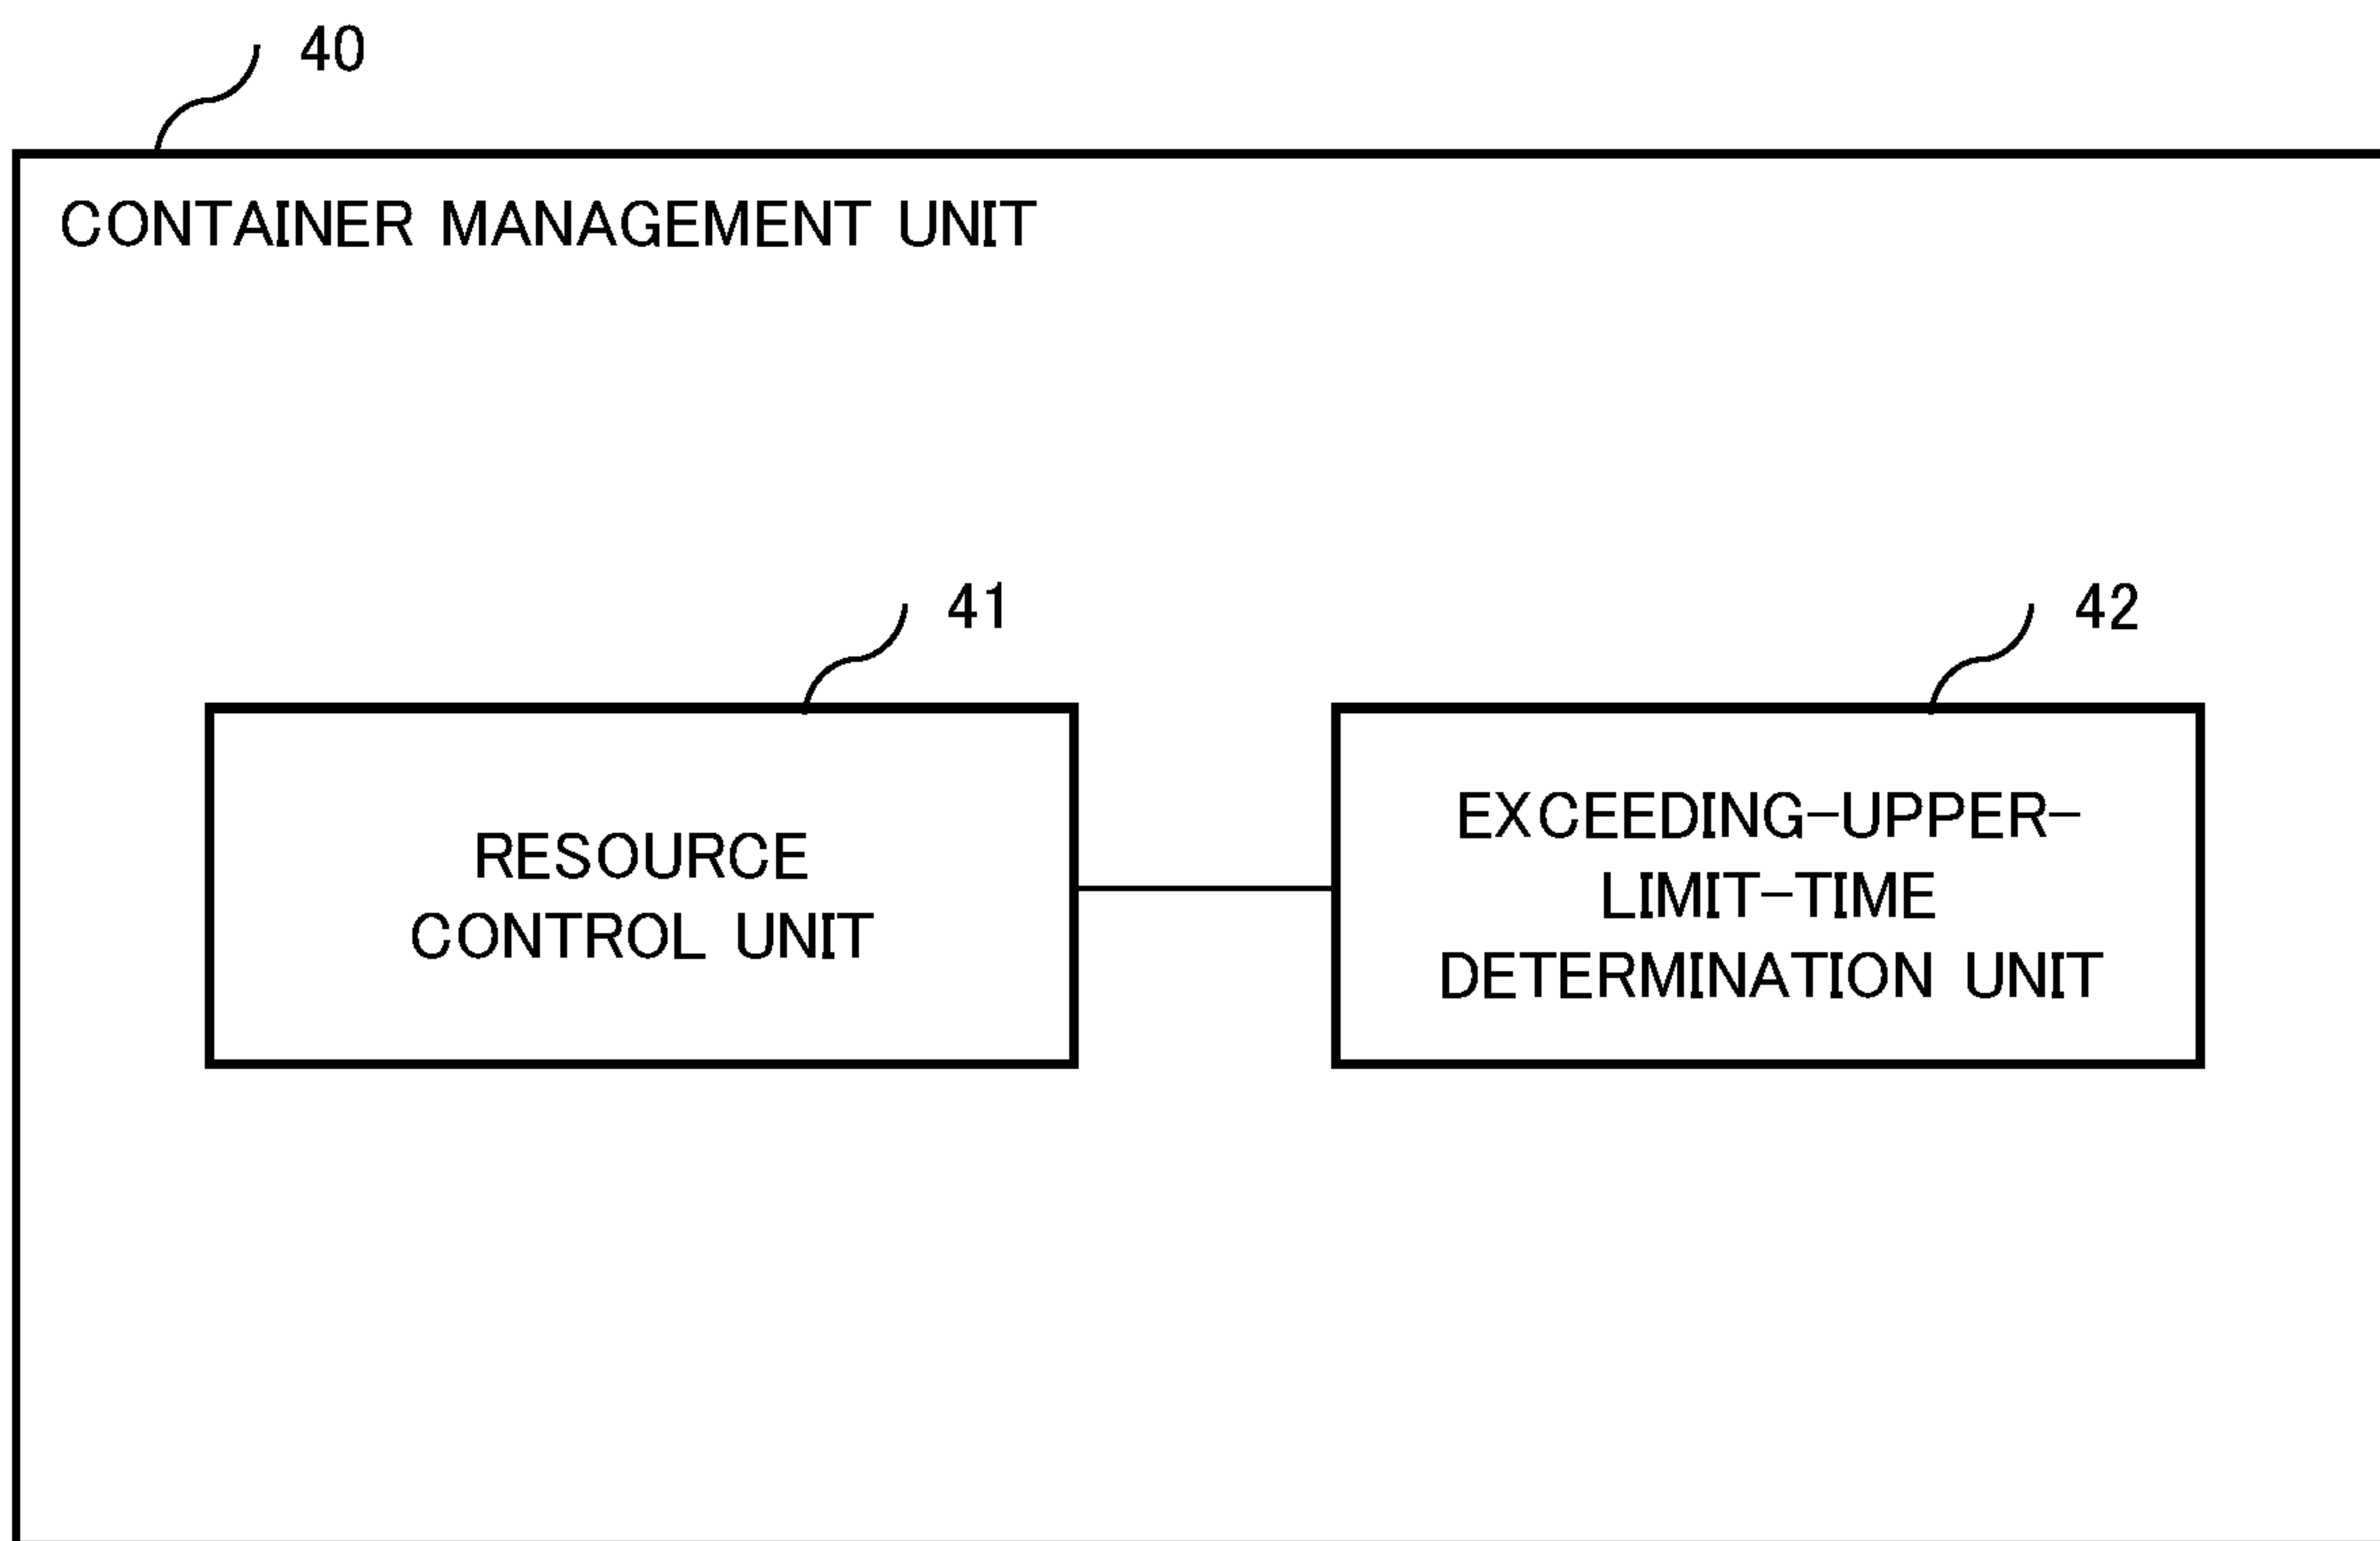 40
CONTAINER MANAGEMENT UNIT
41
42
RESOURCE
CONTROL UNIT
EXCEEDING-UPPER-
LIMIT-TIME
DETERMINATION UNIT